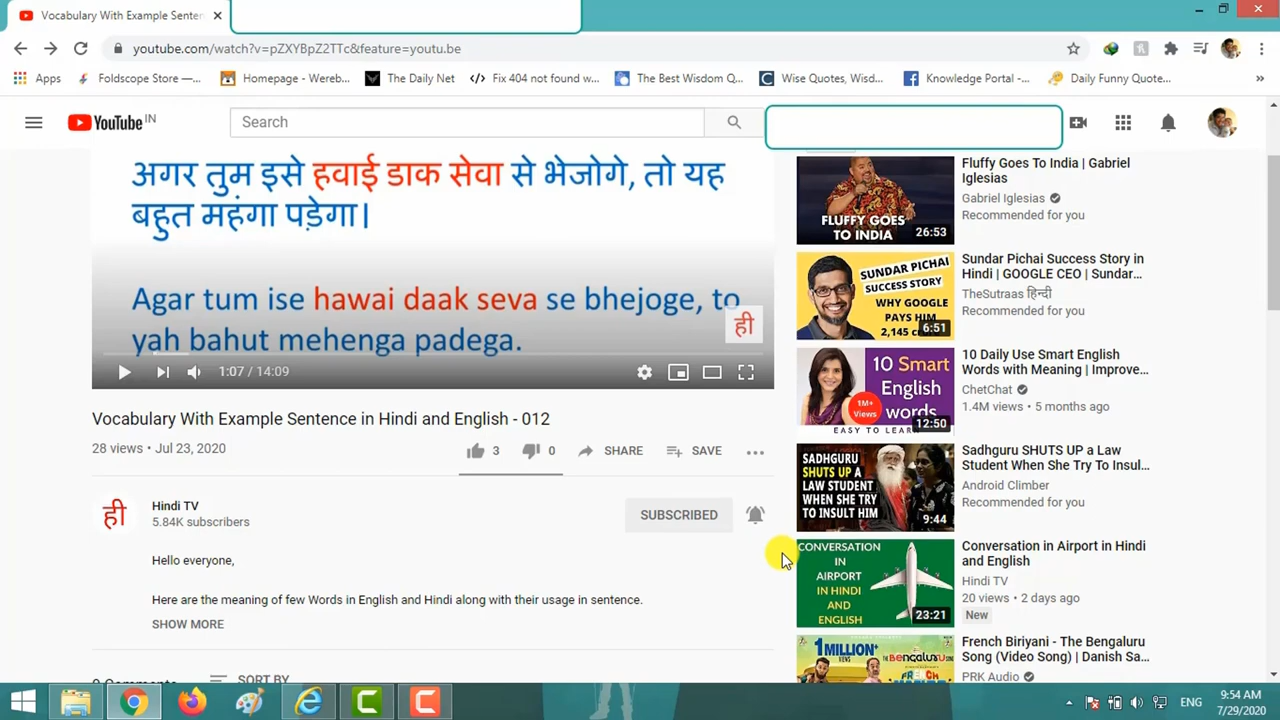 Vocabulary With Example Senten
youtube.com/watch?v=pZXYBpZ2TTc&feature=youtu.be
Apps
Foldscope Store —...
Homepage - Wereb...
The Daily Net
Fix 404 not found w...
The Best Wisdom Q...
Wise Quotes, Wisd...
Knowledge Portal -...
Daily Funny Quote...
»
YouTube IN
Search
अगर तुम इसे हवाई डाक सेवा से भेजोगे, तो यह
बहुत महंगा पड़ेगा।
Agar tum ise hawai daak seva se bhejoge, to
yah bahut mehenga padega.
ही
1:07 / 14:09
Vocabulary With Example Sentence in Hindi and English - 012
28 views • Jul 23, 2020
3
0
SHARE
SAVE
ही
Hindi TV
5.84K subscribers
SUBSCRIBED
Hello everyone,
Here are the meaning of few Words in English and Hindi along with their usage in sentence.
SHOW MORE
SORT BY
FLUFFY GOES
TO INDIA
26:53
Fluffy Goes To India | Gabriel
Iglesias
Gabriel Iglesias
Recommended for you
SUNDAR PICHAI
SUCCESS STORY
WHY GOOGLE
PAYS HIM
2,145
6:51
Sundar Pichai Success Story in
Hindi | GOOGLE CEO | Sundar...
TheSutraas हिन्दी
Recommended for you
10 Smart
English
words
1M+
Views
EASY TO LEARN
12:50
10 Daily Use Smart English
Words with Meaning | Improve...
ChetChat
1.4M views • 5 months ago
SADHGURU
SHUTS UP A
LAW STUDENT
WHEN SHE TRY
TO INSULT HIM
9:44
Sadhguru SHUTS UP a Law
Student When She Try To Insul...
Android Climber
Recommended for you
CONVERSATION
IN
AIRPORT
IN HINDI
AND
ENGLISH
23:21
Conversation in Airport in Hindi
and English
Hindi TV
20 views • 2 days ago
New
1 MILLION+
VIEWS
BENGALURU
French Biriyani - The Bengaluru
Song (Video Song) | Danish Sa...
PRK Audio
ENG
9:54 AM
7/29/2020